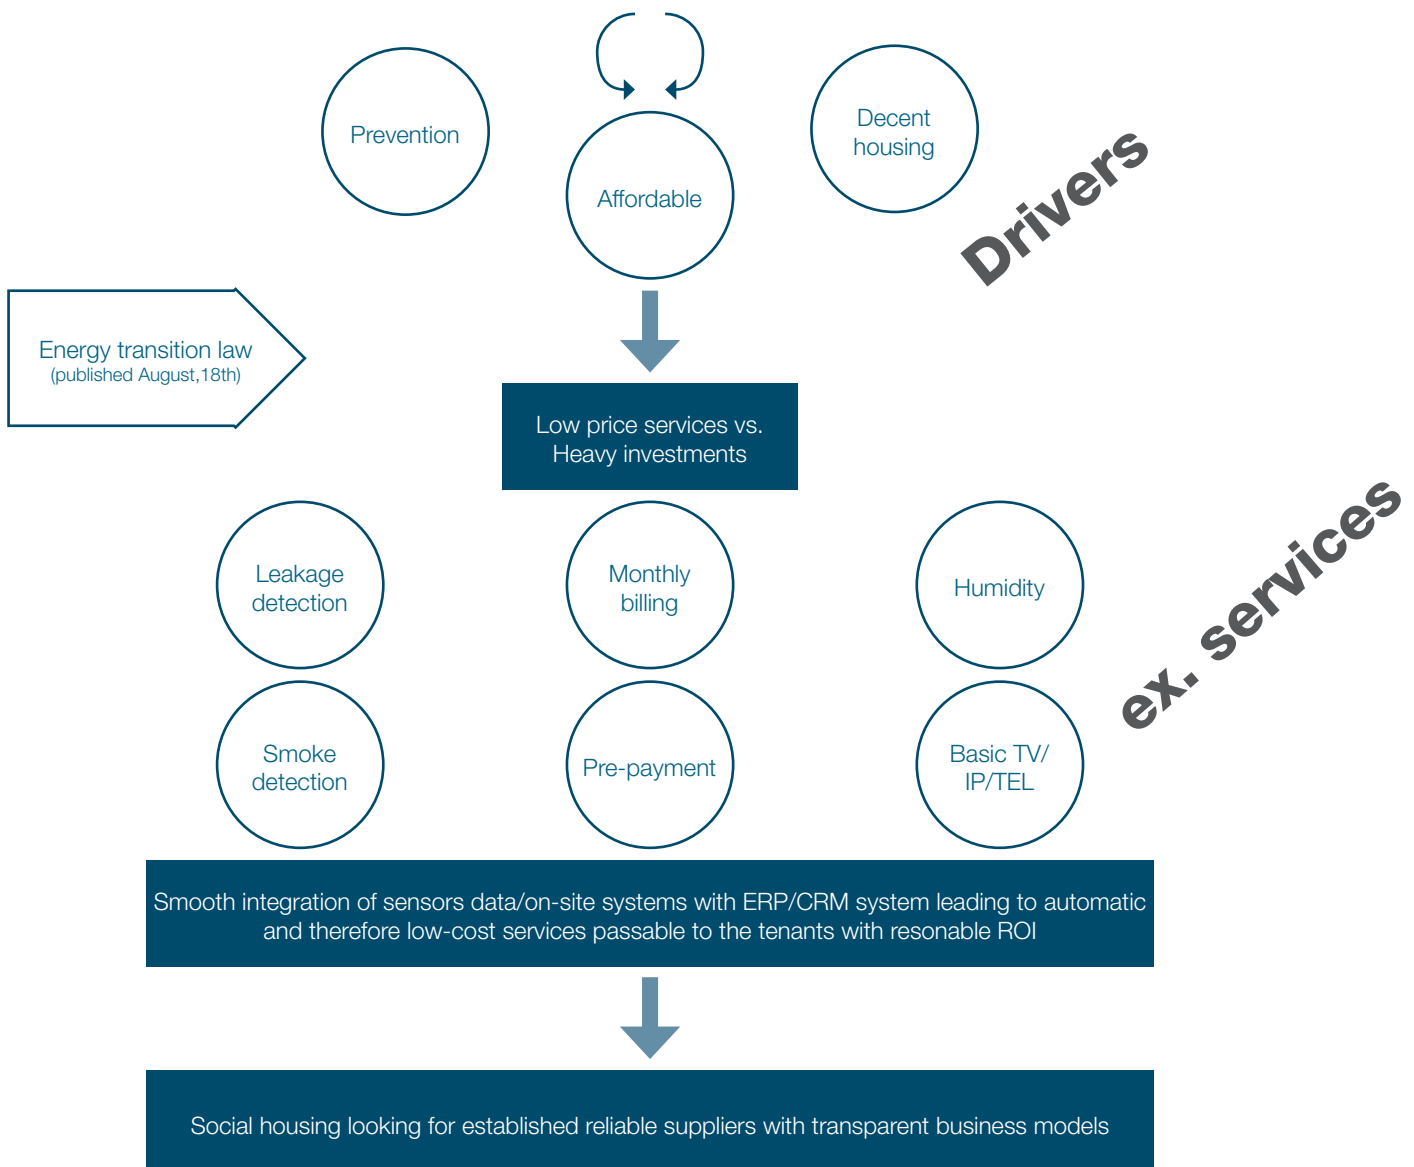 Prevention
Affordable
Decent
housing
Drivers
Energy transition law
(published August,18th)
Low price services vs.
Heavy investments
Leakage
detection
Monthly
billing
Humidity
ex. services
Smoke
detection
Pre-payment
Basic TV/
IP/TEL
Smooth integration of sensors data/on-site systems with ERP/CRM system leading to automatic
and therefore low-cost services passable to the tenants with resonable ROI
Social housing looking for established reliable suppliers with transparent business models